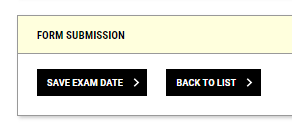 FORM SUBMISSION
SAVE EXAM DATE BACK TO LIST